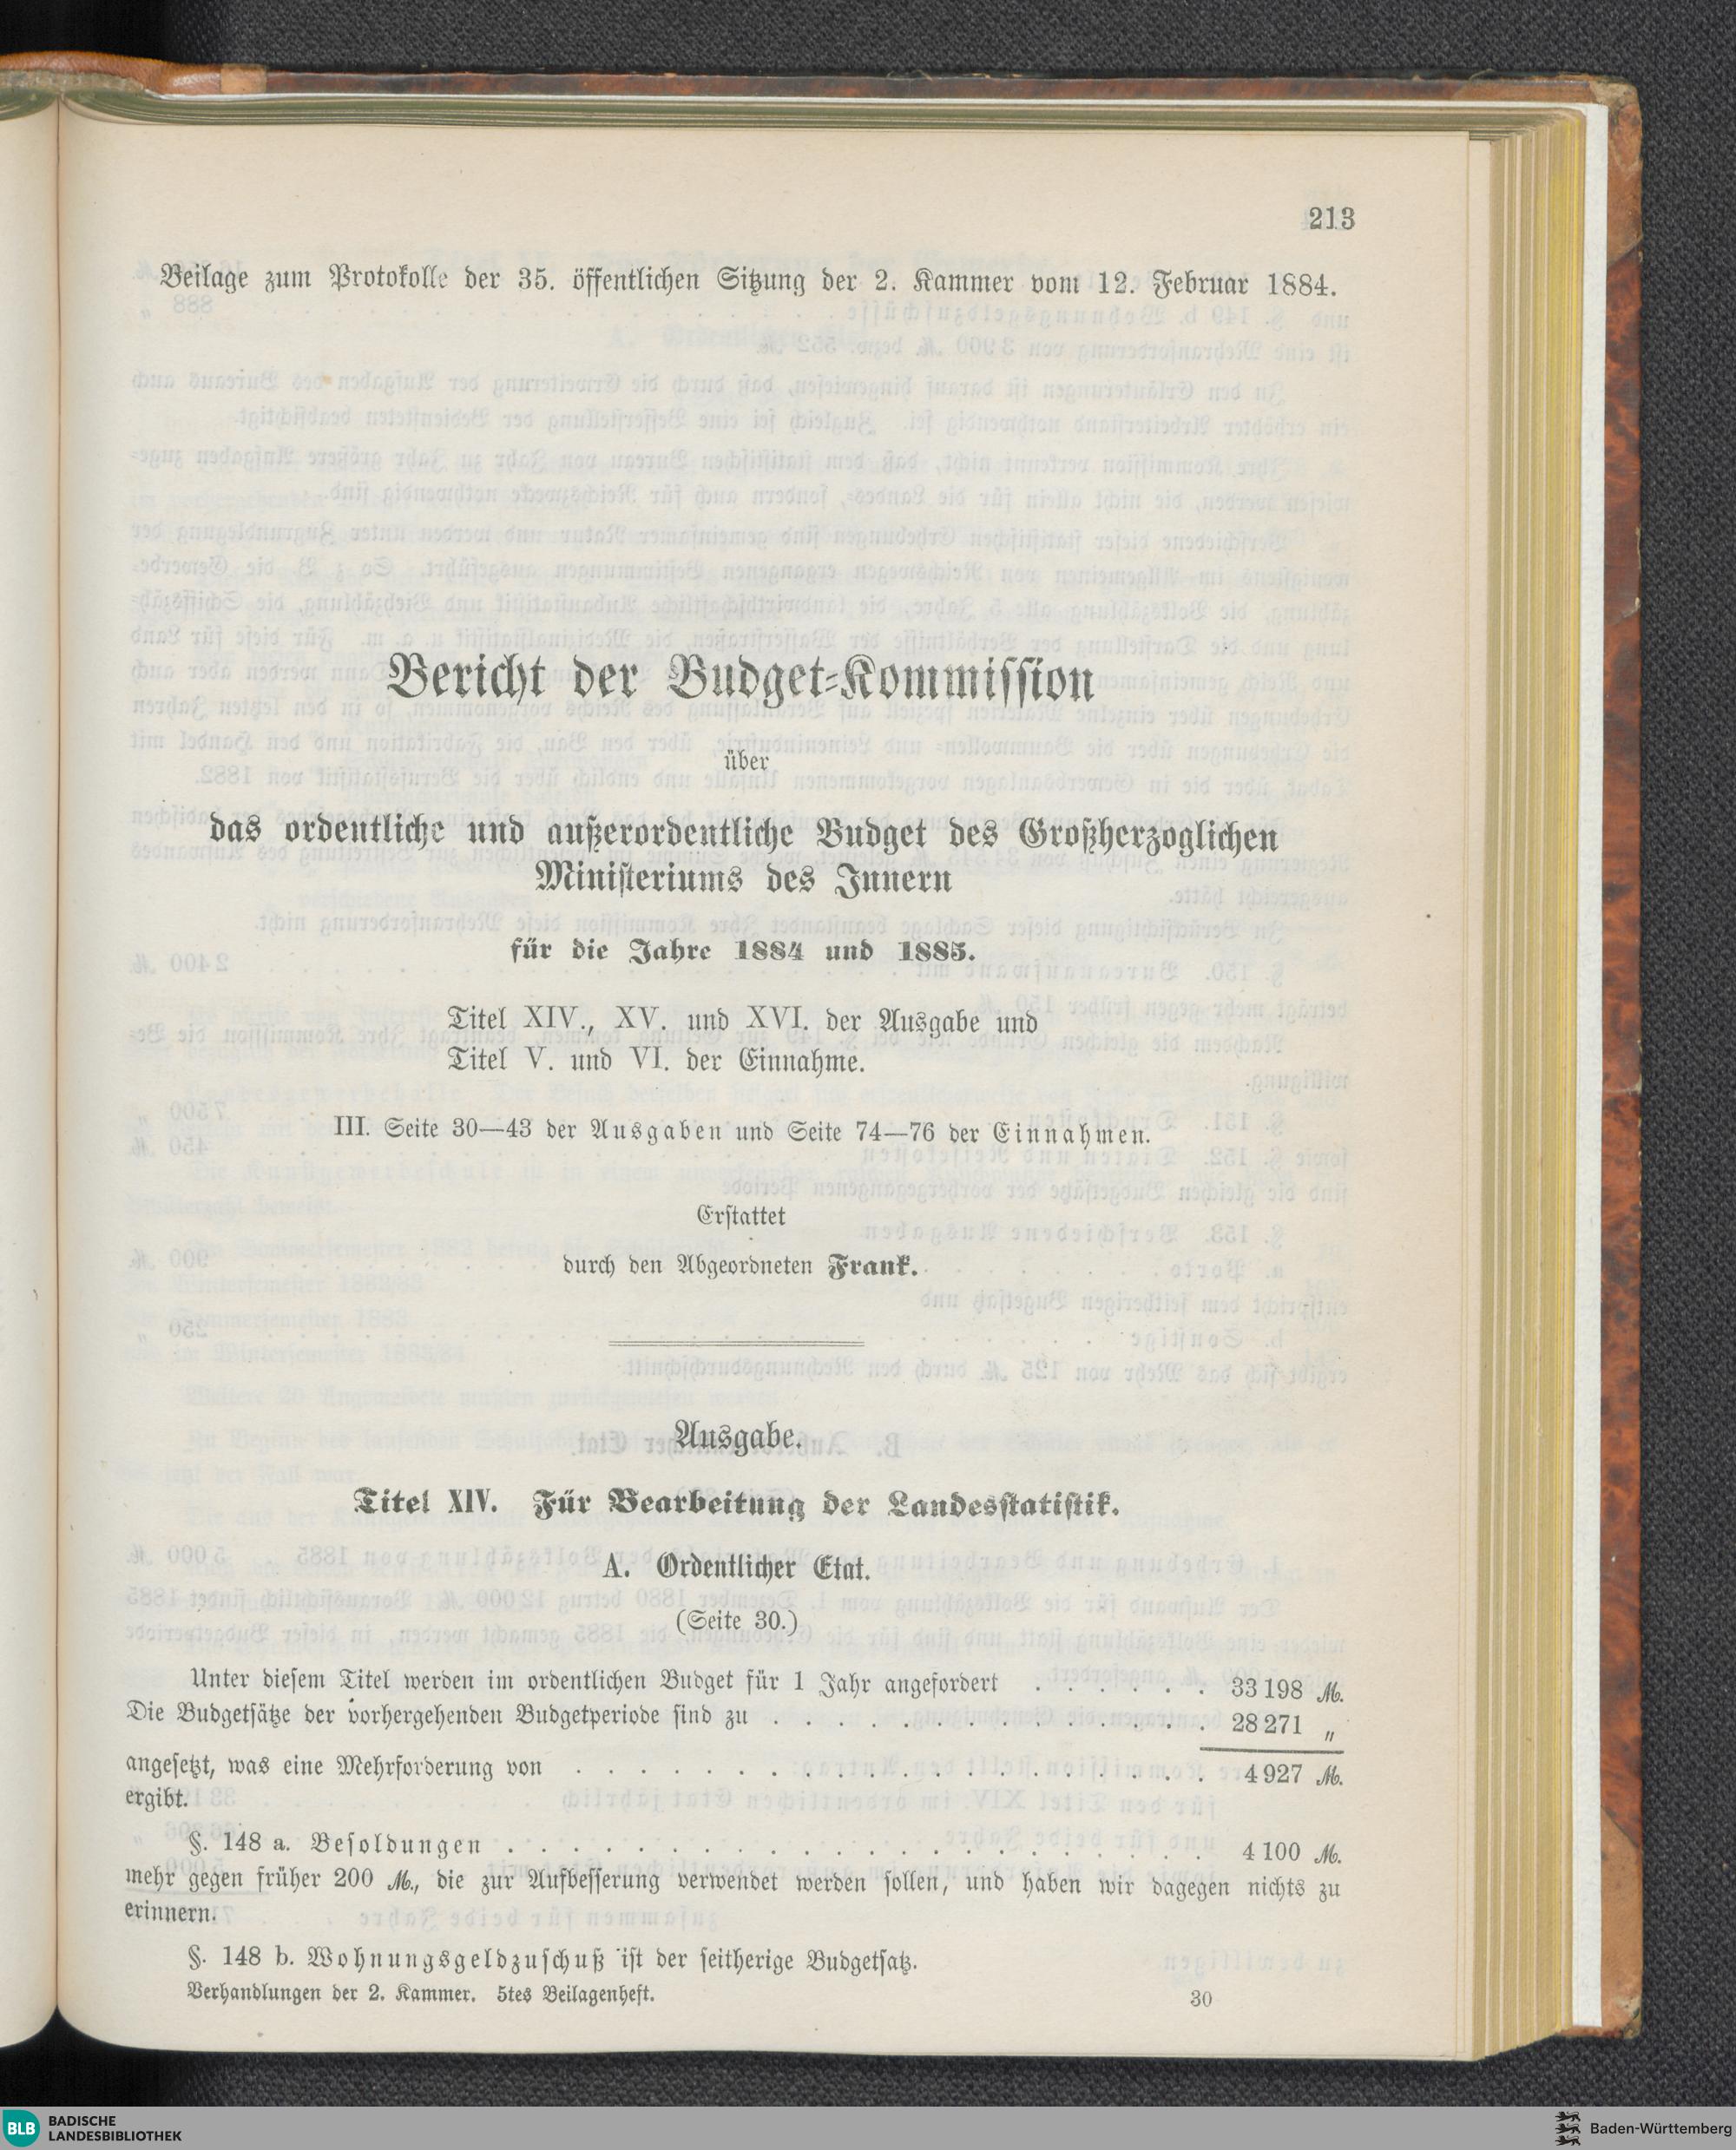 213
Beilage zum Protokolle der 35. öffentlichen Sitzung der 2. Kammer vom 12. Februar 1884.
Bericht der Budget-Kommission
über
das ordentliche und außerordentliche Budget des Großherzoglichen
Ministeriums des Innern
für die Jahre 1884 und 1885.
Titel XIV., XV. und XVI. der Ausgabe und
Titel V. und VI. der Einnahme.
III. Seite 30—43 der Ausgaben und Seite 74—76 der Einnahmen.
Erstattet
durch den Abgeordneten Frank.
Ausgabe.
Titel XIV. Für Bearbeitung der Landesstatistik.
A. Ordentlicher Etat.
(Seite 30.)
Unter diesem Titel werden im ordentlichen Budget für 1 Jahr angefordert . . . . . . 33 198 ℳ.
Die Budgetsätze der vorhergehenden Budgetperiode sind zu . . . . . . . . . . . . . . 28 271 „
angesetzt, was eine Mehrforderung von . . . . . . . . . . . . . . . . . . . . 4 927 ℳ.
ergibt.
§. 148 a. Besoldungen . . . . . . . . . . . . . . . . . . . . . . 4 100 ℳ.
mehr gegen früher 200 ℳ., die zur Aufbesserung verwendet werden sollen, und haben wir dagegen nichts zu
erinnern.
§. 148 b. Wohnungsgeldzuschuß ist der seitherige Budgetsatz.
Verhandlungen der 2. Kammer. 5tes Beilagenheft. 30
BLB BADISCHE
LANDESBIBLIOTHEK
Baden-Württemberg